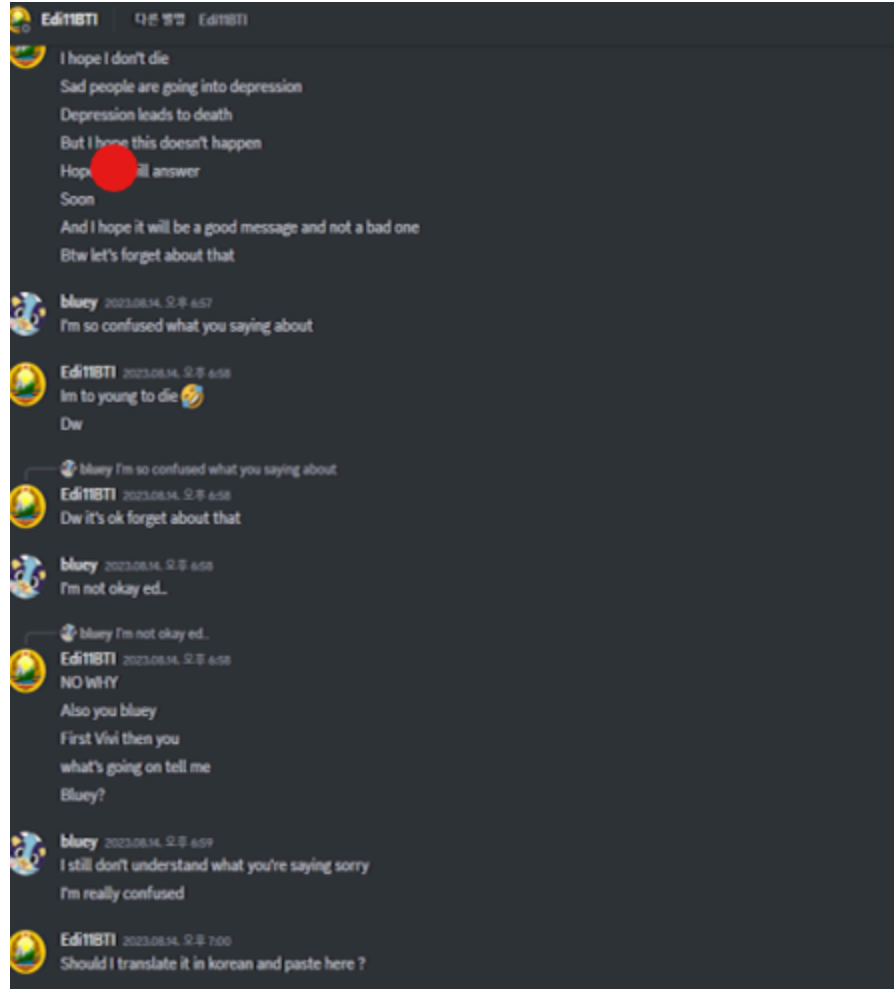 Edi11BTI 다른 별명 Edi11BTI
I hope I don't die
Sad people are going into depression
Depression leads to death
But I hope this doesn't happen
ill answer
Soon
And I hope it will be a good message and not a bad one
Btw let's forget about that
bluey 2023.08.14. 오후 6:57
I'm so confused what you saying about
Edi11BTI 2023.08.14. 오후 6:58
Im to young to die 🤣
Dw
bluey I'm so confused what you saying about
Edi11BTI 2023.08.14. 오후 6:58
Dw it's ok forget about that
bluey 2023.08.14. 오후 6:58
I'm not okay ed..
bluey I'm not okay ed..
Edi11BTI 2023.08.14. 오후 6:58
NO WHY
Also you bluey
First Vivi then you
what's going on tell me
Bluey?
bluey 2023.08.14. 오후 6:59
I still don't understand what you're saying sorry
I'm really confused
Edi11BTI 2023.08.14. 오후 7:00
Should I translate it in korean and paste here ?